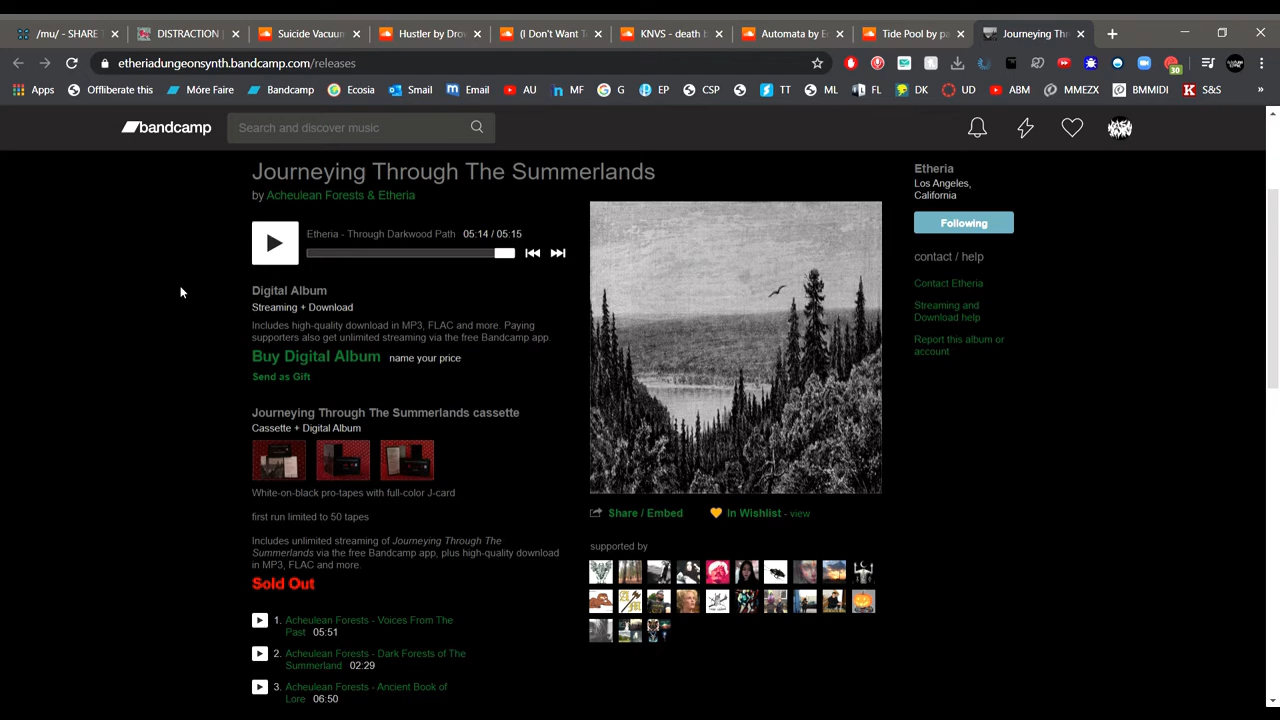 /mu/ - SHARE T
DISTRACTION |
Suicide Vacuum
Hustler by Dro
(I Don't Want T
KNVS - death b
Automata by E
Tide Pool by pa
Journeying Thr
etheriadungeonsynth.bandcamp.com/releases
30
Apps
Offliberate this
Móre Faire
Bandcamp
Ecosia
Smail
Email
AU
MF
G
EP
CSP
TT
ML
FL
DK
UD
ABM
MMEZX
BMMIDI
S&S
»
bandcamp
Search and discover music
Journeying Through The Summerlands
by Acheulean Forests & Etheria
Etheria - Through Darkwood Path 05:14 / 05:15
Digital Album
Streaming + Download
Includes high-quality download in MP3, FLAC and more. Paying
supporters also get unlimited streaming via the free Bandcamp app.
Buy Digital Album name your price
Send as Gift
Journeying Through The Summerlands cassette
Cassette + Digital Album
White-on-black pro-tapes with full-color J-card
first run limited to 50 tapes
Includes unlimited streaming of Journeying Through The
Summerlands via the free Bandcamp app, plus high-quality download
in MP3, FLAC and more.
Sold Out
1. Acheulean Forests - Voices From The
Past 05:51
2. Acheulean Forests - Dark Forests of The
Summerland 02:29
3. Acheulean Forests - Ancient Book of
Lore 06:50
Share / Embed
In Wishlist - view
supported by
Etheria
Los Angeles,
California
Following
contact / help
Contact Etheria
Streaming and
Download help
Report this album or
account